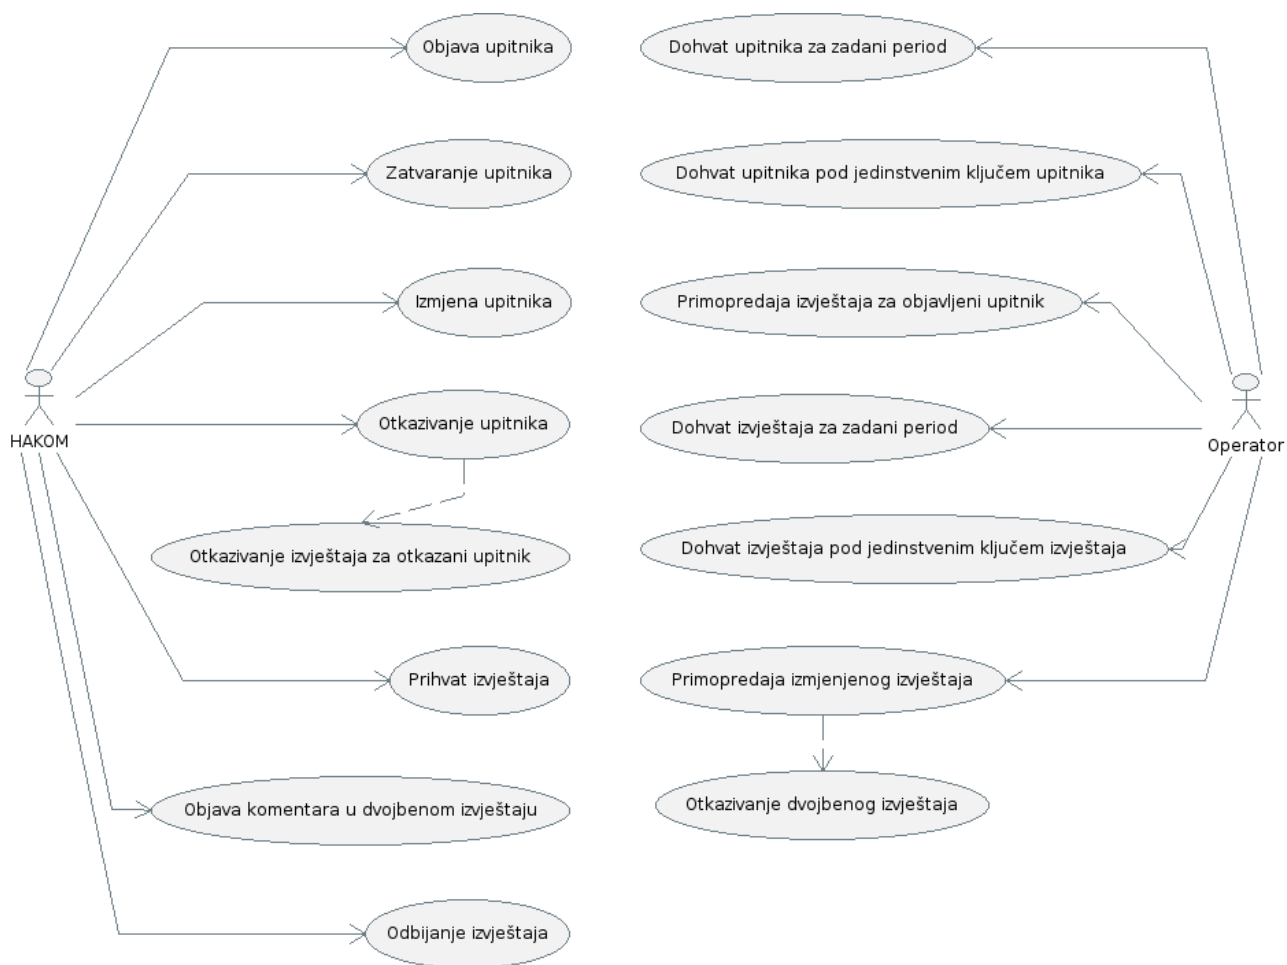 Objava upitnika
Dohvat upitnika za zadani period
Zatvaranje upitnika
Dohvat upitnika pod jedinstvenim ključem upitnika
Izmjena upitnika
Primopredaja izvještaja za objavljeni upitnik
Otkazivanje upitnika
Dohvat izvještaja za zadani period
HAKOM
Operator
Otkazivanje izvještaja za otkazani upitnik
Dohvat izvještaja pod jedinstvenim ključem izvještaja
Prihvat izvještaja
Primopredaja izmjenjenog izvještaja
Objava komentara u dvojbenom izvještaju
Otkazivanje dvojbenog izvještaja
Odbijanje izvještaja